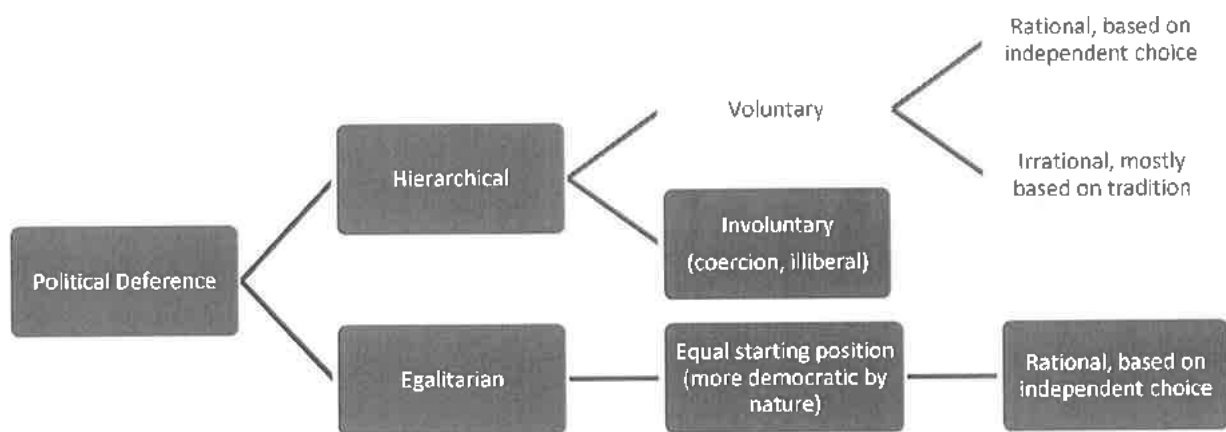 Rational, based on
independent choice
Voluntary
Hierarchical
Irrational, mostly
based on tradition
Involuntary
(coercion, illiberal)
Political Deference
Equal starting position
(more democratic by
nature)
Egalitarian
Rational, based on
independent choice